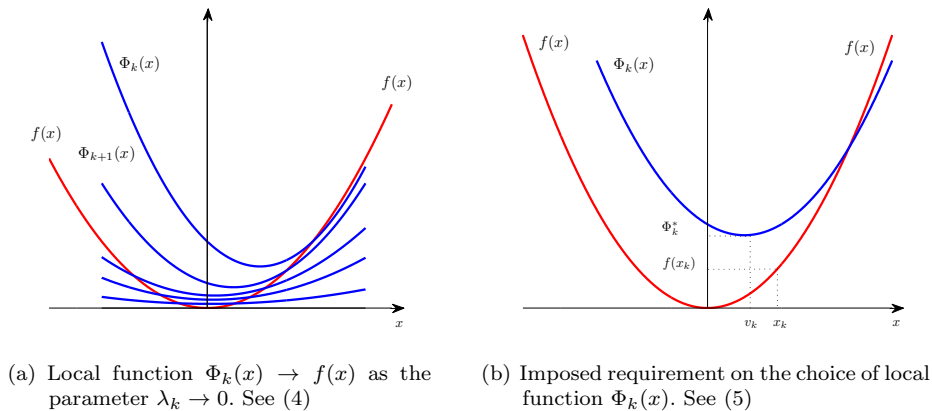 Φk(x)
f(x)
f(x)
Φk+1(x)
x
f(x)
Φk(x)
f(x)
Φ*k
f(xk)
vk
xk
x
(a) Local function Φk(x) → f(x) as the
parameter λk → 0. See (4)
(b) Imposed requirement on the choice of local
function Φk(x). See (5)